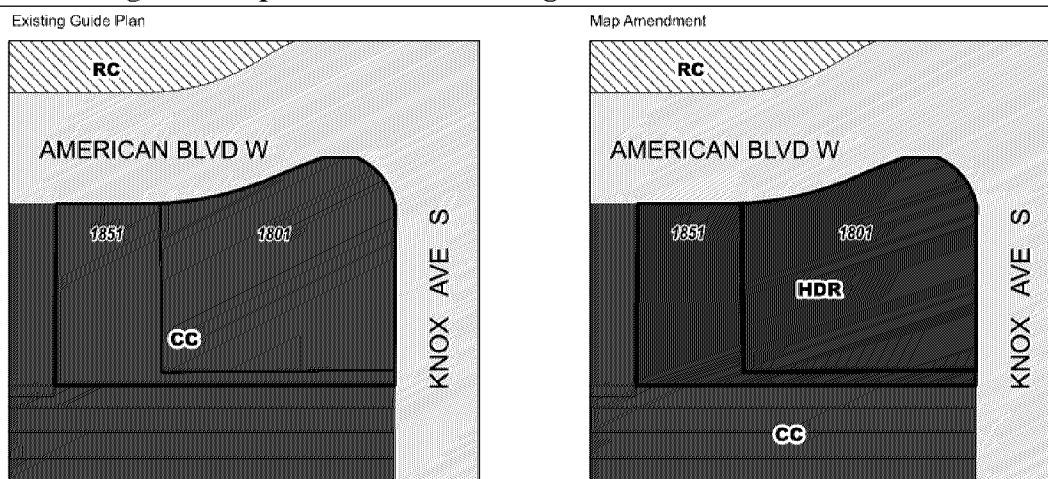 Existing Guide Plan
RC
AMERICAN BLVD W
1851
1801
CC
KNOX AVE S
Map Amendment
RC
AMERICAN BLVD W
1851
1801
HDR
KNOX AVE S
CC